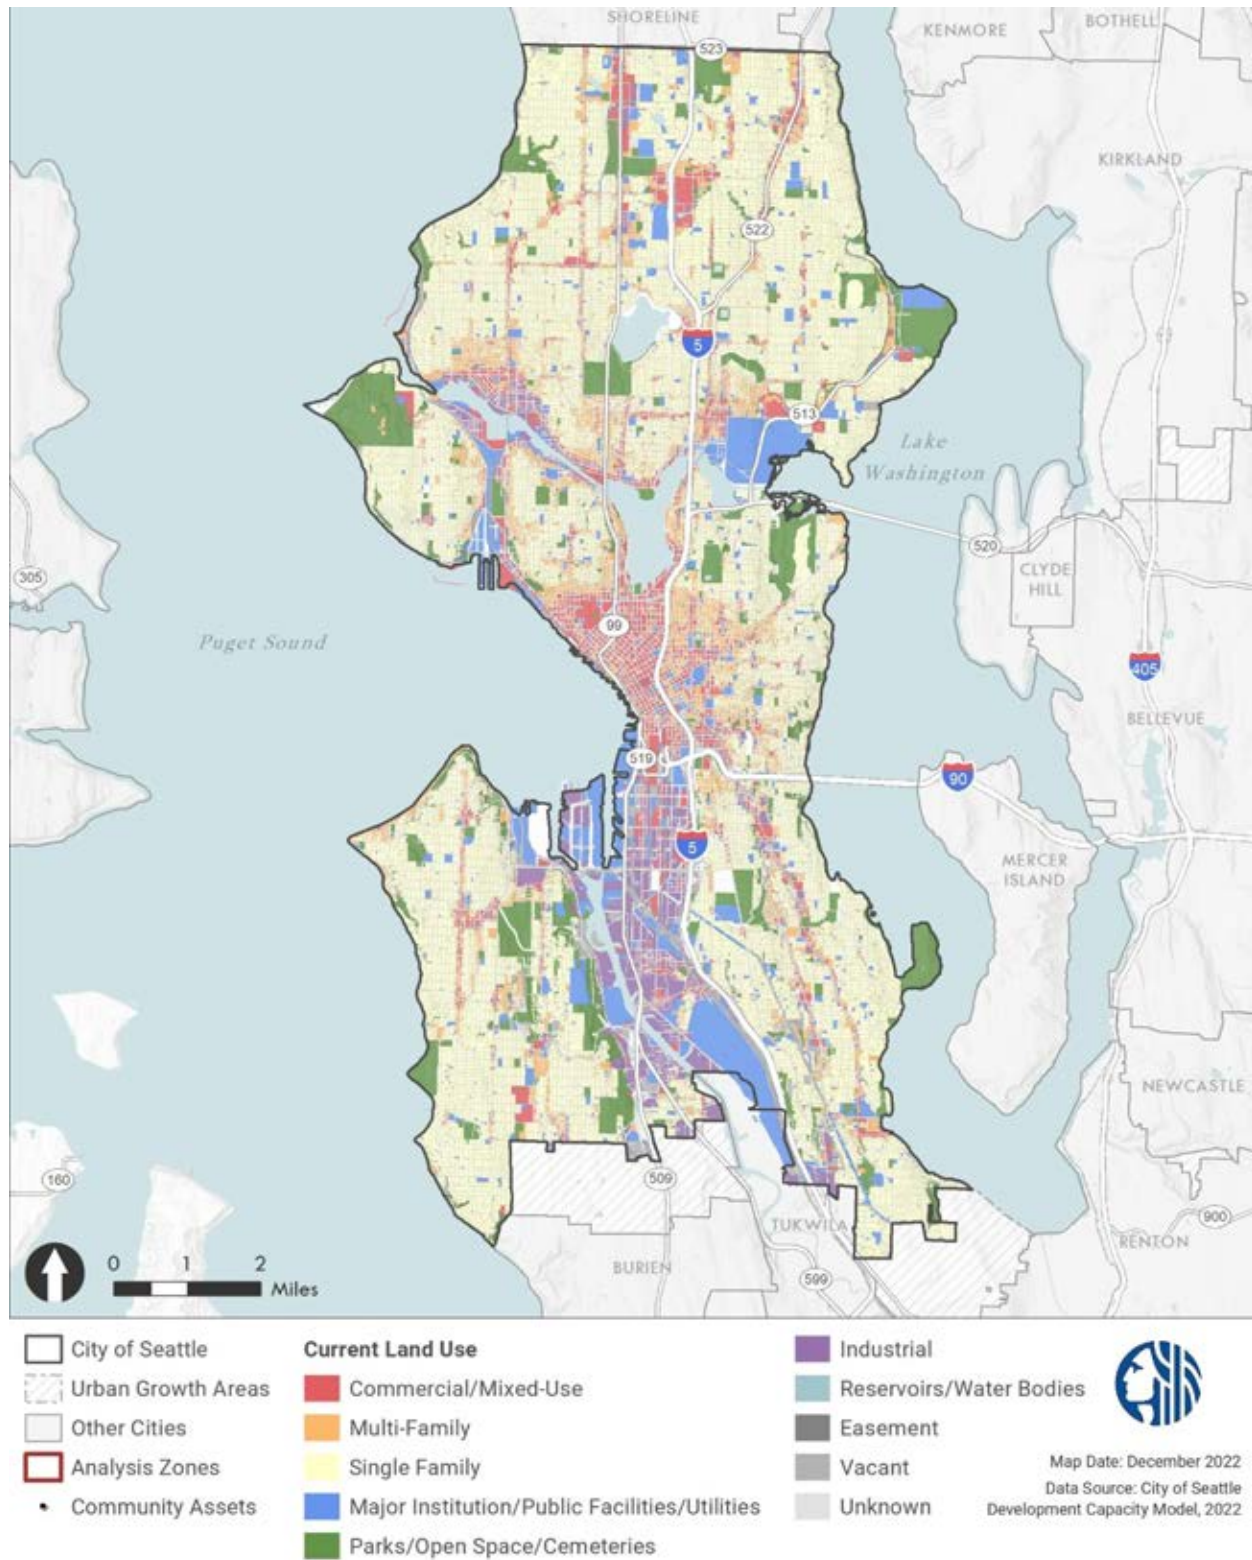 SHORELINE
KENMORE
BOTHELL
523
KIRKLAND
522
5
513
Lake
Washington
520
CLYDE
HILL
305
99
Puget Sound
405
BELLEVUE
519
90
5
MERCER
ISLAND
NEWCASTLE
160
509
TUKWILA
900
RENTON
BURIEN
599
0 1 2
Miles
City of Seattle
Urban Growth Areas
Other Cities
Analysis Zones
Community Assets
Current Land Use
Commercial/Mixed-Use
Multi-Family
Single Family
Major Institution/Public Facilities/Utilities
Parks/Open Space/Cemeteries
Industrial
Reservoirs/Water Bodies
Easement
Vacant
Unknown
Map Date: December 2022
Data Source: City of Seattle
Development Capacity Model, 2022